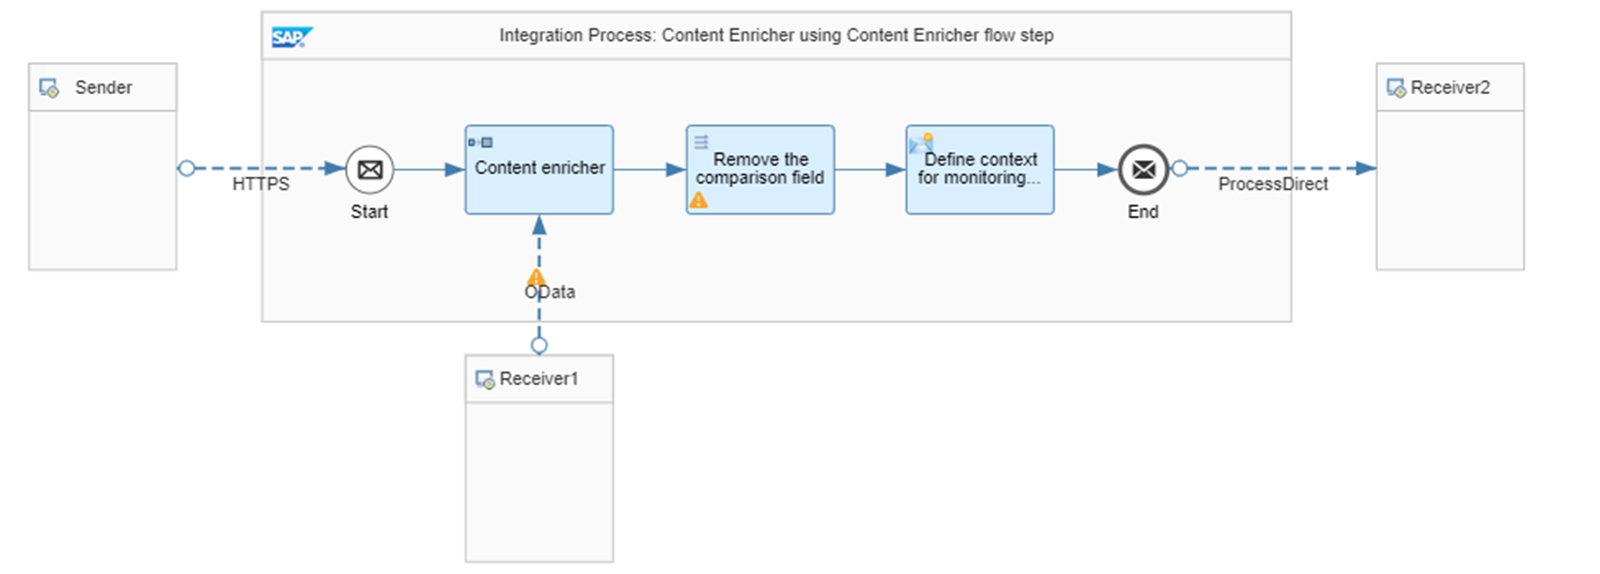 SAP
Integration Process: Content Enricher using Content Enricher flow step
Sender
Receiver2
HTTPS
Start
Content enricher
Remove the
comparison field
Define context
for monitoring...
End
ProcessDirect
OData
Receiver1